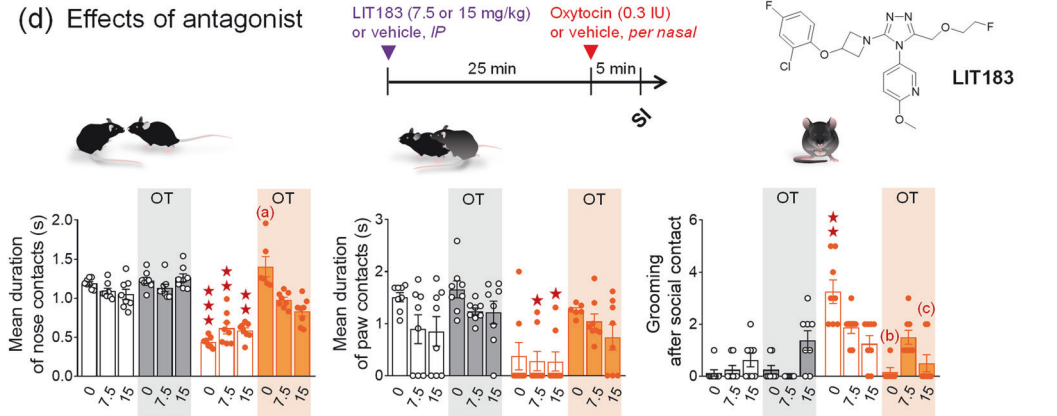 (d) Effects of antagonist
LIT183 (7.5 or 15 mg/kg)
or vehicle, IP
Oxytocin (0.3 IU)
or vehicle, per nasal
25 min
5 min
SI
F
Cl
O
N
N
N
N
O
F
N
O
LIT183
Mean duration
of nose contacts (s)
2.0
1.5
1.0
0.5
0.0
OT
OT
(a)
★
★
★
★
★
★
★
0
7.5
15
0
7.5
15
0
7.5
15
0
7.5
15
Mean duration
of paw contacts (s)
3
2
1
0
OT
OT
★
★
0
7.5
15
0
7.5
15
0
7.5
15
0
7.5
15
Grooming
after social contact
6
4
2
0
OT
OT
★
★
(b)
(c)
0
7.5
15
0
7.5
15
0
7.5
15
0
7.5
15